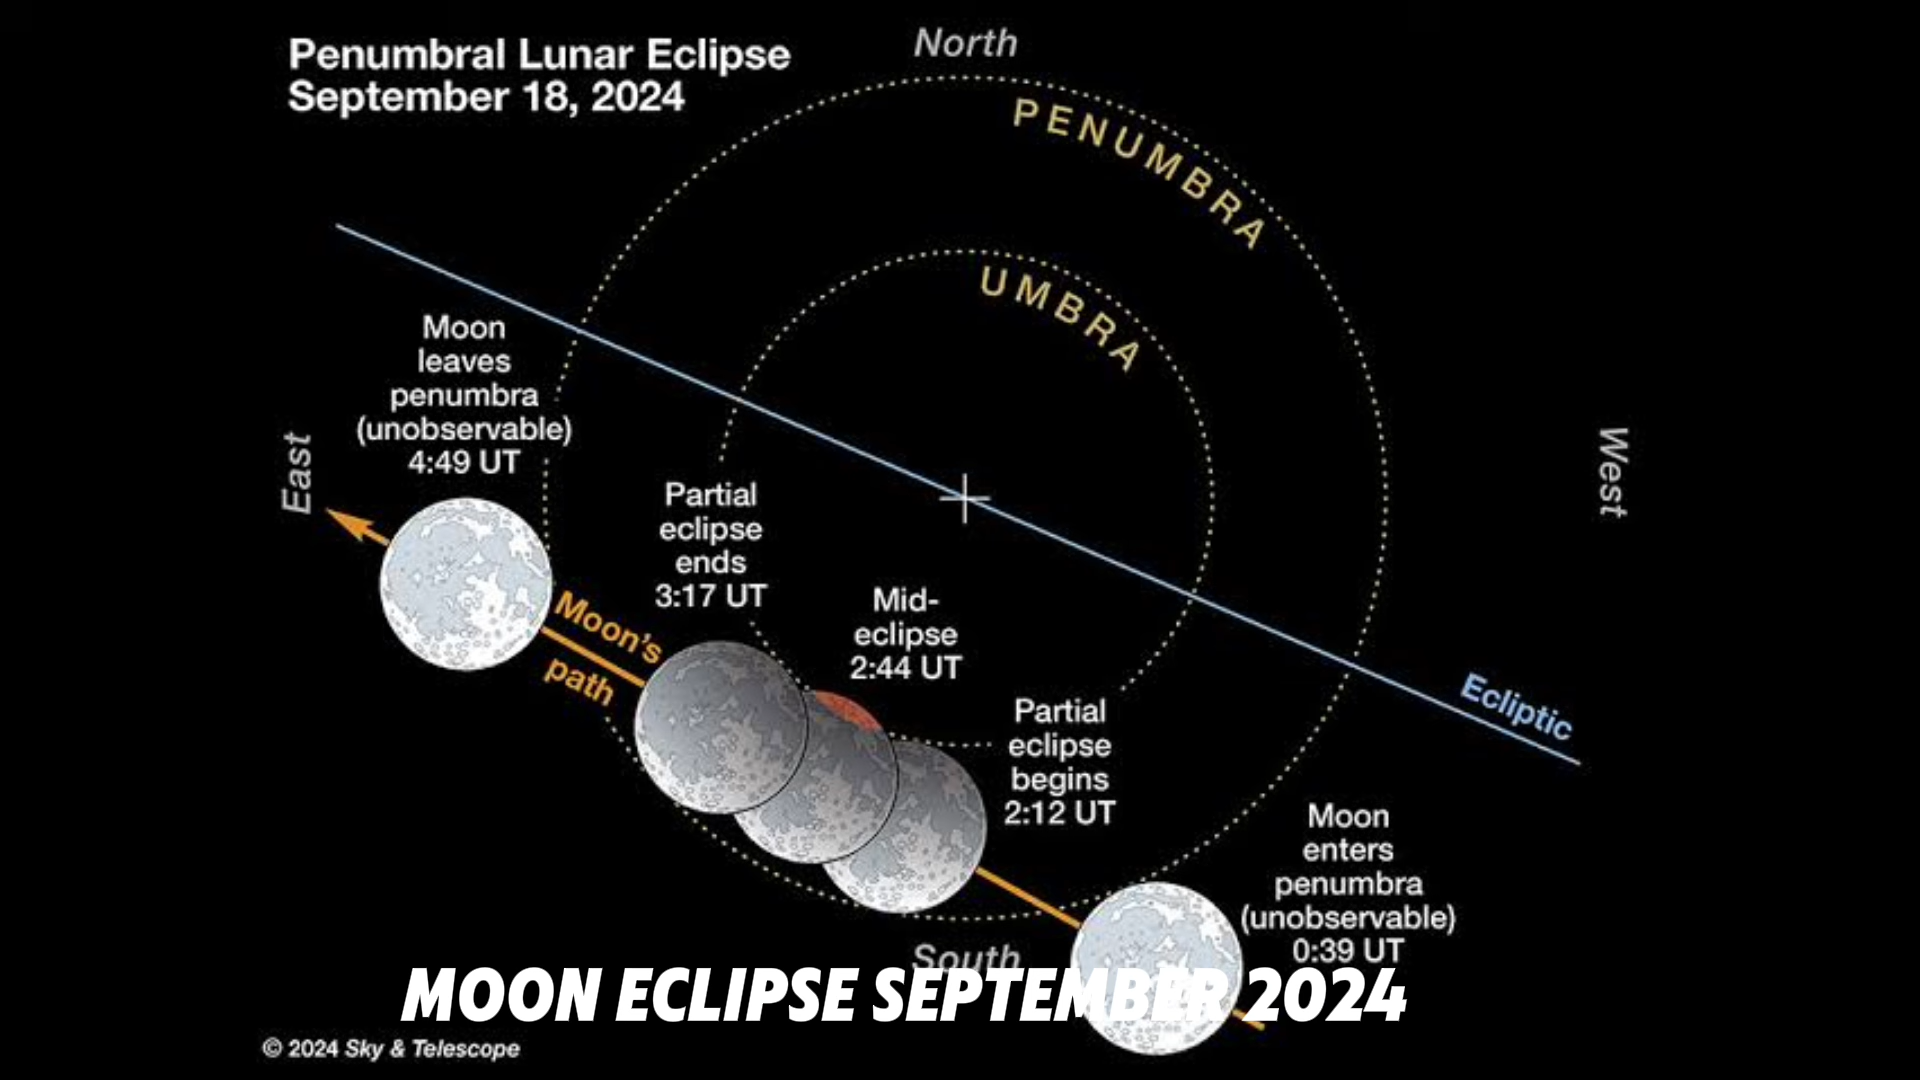 Penumbral Lunar Eclipse
September 18, 2024
North
PENUMBRA
UMBRA
Moon
leaves
penumbra
(unobservable)
4:49 UT
East
West
Partial
eclipse
ends
3:17 UT
Mid-
eclipse
2:44 UT
Moon's
path
Partial
eclipse
begins
2:12 UT
Ecliptic
Moon
enters
penumbra
(unobservable)
0:39 UT
South
MOON ECLIPSE SEPTEMBER 2024
© 2024 Sky & Telescope